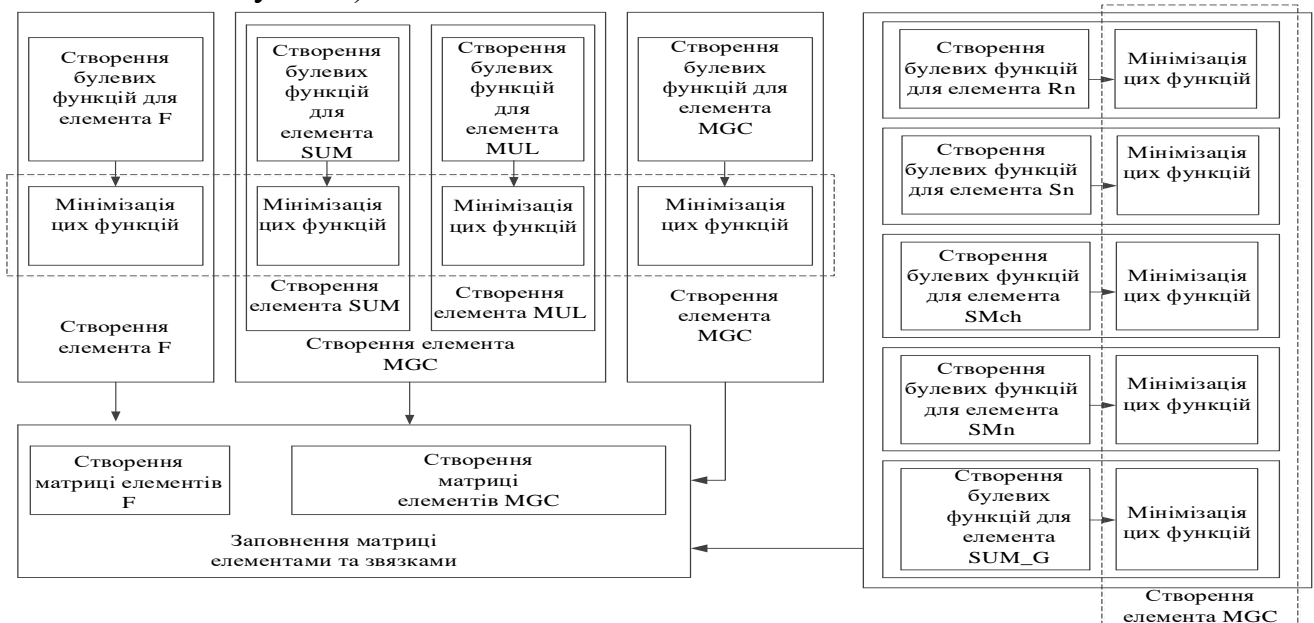 Створення
булевих
функцій для
елемента F
Мінімізація
цих функцій
Створення
елемента F
Створення
булевих
функцій
для
елемента
SUM
Мінімізація
цих функцій
Створення
елемента SUM
Створення
булевих
функцій
для
елемента
MUL
Мінімізація
цих функцій
Створення
елемента MUL
Створення елемента
MGC
Створення
булевих
функцій для
елемента
MGC
Мінімізація
цих функцій
Створення
елемента
MGC
Створення
матриці елементів
F
Створення
матриці
елементів MGC
Заповнення матриці
елементами та звязками
Створення
булевих функцій
для елемента Rn
Мінімізація
цих функцій
Створення
булевих функцій
для елемента Sn
Мінімізація
цих функцій
Створення
булевих функцій
для елемента
SMch
Мінімізація
цих функцій
Створення
булевих функцій
для елемента
SMn
Мінімізація
цих функцій
Створення
булевих
функцій для
елемента
SUM_G
Мінімізація
цих функцій
Створення
елемента MGC